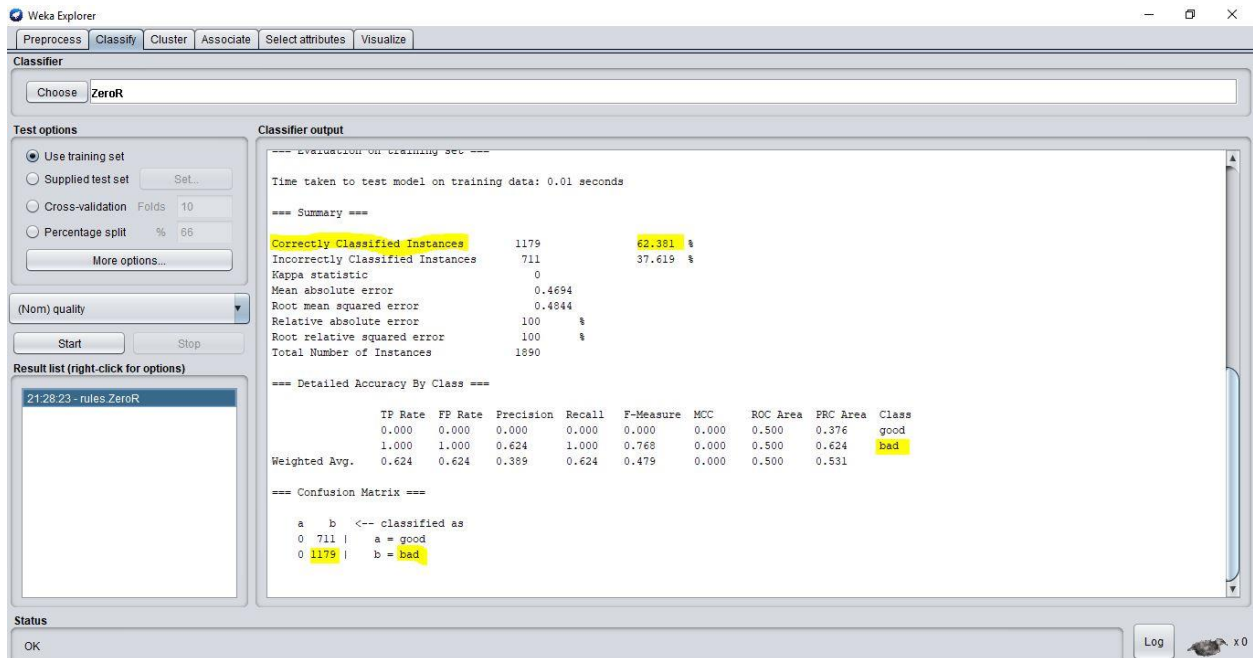 Weka Explorer
Preprocess Classify Cluster Associate Select attributes Visualize
Classifier
Choose ZeroR
Test options
Use training set
Supplied test set Set...
Cross-validation Folds 10
Percentage split % 66
More options...
(Nom) quality
Start Stop
Result list (right-click for options)
21:28:23 - rules.ZeroR
Classifier output
=== Evaluation on training set ===
Time taken to test model on training data: 0.01 seconds
=== Summary ===
Correctly Classified Instances 1179 62.381 %
Incorrectly Classified Instances 711 37.619 %
Kappa statistic 0
Mean absolute error 0.4694
Root mean squared error 0.4844
Relative absolute error 100 %
Root relative squared error 100 %
Total Number of Instances 1890
=== Detailed Accuracy By Class ===
TP Rate FP Rate Precision Recall F-Measure MCC ROC Area PRC Area Class
0.000 0.000 0.000 0.000 0.000 0.000 0.500 0.376 good
1.000 1.000 0.624 1.000 0.768 0.000 0.500 0.624 bad
Weighted Avg. 0.624 0.624 0.389 0.624 0.479 0.000 0.500 0.531
=== Confusion Matrix ===
a b <-- classified as
0 711 | a = good
0 1179 | b = bad
Status
OK
Log x 0